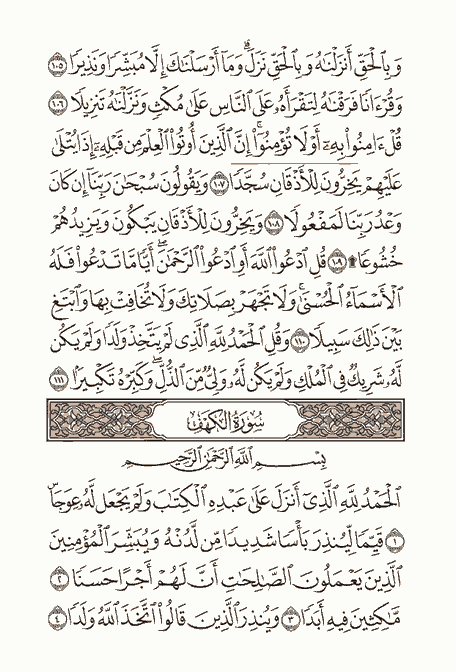 وَبِٱلْحَقِّ أَنزَلْنَٰهُ وَبِٱلْحَقِّ نَزَلَ ۗ وَمَآ أَرْسَلْنَٰكَ إِلَّا مُبَشِّرًا وَنَذِيرًا ١٠٥
وَقُرْءَانًا فَرَقْنَٰهُ لِتَقْرَأَهُۥ عَلَى ٱلنَّاسِ عَلَىٰ مُكْثٍ وَنَزَّلْنَٰهُ تَنزِيلًا ١٠٦
قُلْ ءَامِنُوا۟ بِهِۦٓ أَوْ لَا تُؤْمِنُوٓا۟ ۚ إِنَّ ٱلَّذِينَ أُوتُوا۟ ٱلْعِلْمَ مِن قَبْلِهِۦٓ إِذَا يُتْلَىٰ
عَلَيْهِمْ يَخِرُّونَ لِلْأَذْقَانِ سُجَّدًا ١٠٧ وَيَقُولُونَ سُبْحَٰنَ رَبِّنَآ إِن كَانَ
وَعْدُ رَبِّنَا لَمَفْعُولًا ١٠٨ وَيَخِرُّونَ لِلْأَذْقَانِ يَبْكُونَ وَيَزِيدُهُمْ
خُشُوعًا ۩ ١٠٩ قُلِ ٱدْعُوا۟ ٱللَّهَ أَوِ ٱدْعُوا۟ ٱلرَّحْمَٰنَ ۖ أَيًّا مَّا تَدْعُوا۟ فَلَهُ
ٱلْأَسْمَآءُ ٱلْحُسْنَىٰ ۚ وَلَا تَجْهَرْ بِصَلَاتِكَ وَلَا تُخَافِتْ بِهَا وَٱبْتَغِ
بَيْنَ ذَٰلِكَ سَبِيلًا ١١٠ وَقُلِ ٱلْحَمْدُ لِلَّهِ ٱلَّذِى لَمْ يَتَّخِذْ وَلَدًا وَلَمْ يَكُن
لَّهُۥ شَرِيكٌ فِى ٱلْمُلْكِ وَلَمْ يَكُن لَّهُۥ وَلِىٌّ مِّنَ ٱلذُّلِّ ۖ وَكَبِّرْهُ تَكْبِيرًۢا ١١١
سُورَةُ الكَهْفِ
بِسْمِ ٱللَّهِ ٱلرَّحْمَٰنِ ٱلرَّحِيمِ
ٱلْحَمْدُ لِلَّهِ ٱلَّذِىٓ أَنزَلَ عَلَىٰ عَبْدِهِ ٱلْكِتَٰبَ وَلَمْ يَجْعَل لَّهُۥ عِوَجَا ۜ
١ قَيِّمًا لِّيُنذِرَ بَأْسًا شَدِيدًا مِّن لَّدُنْهُ وَيُبَشِّرَ ٱلْمُؤْمِنِينَ
ٱلَّذِينَ يَعْمَلُونَ ٱلصَّٰلِحَٰتِ أَنَّ لَهُمْ أَجْرًا حَسَنًا ٢
مَّٰكِثِينَ فِيهِ أَبَدًا ٣ وَيُنذِرَ ٱلَّذِينَ قَالُوا۟ ٱتَّخَذَ ٱللَّهُ وَلَدًا ٤